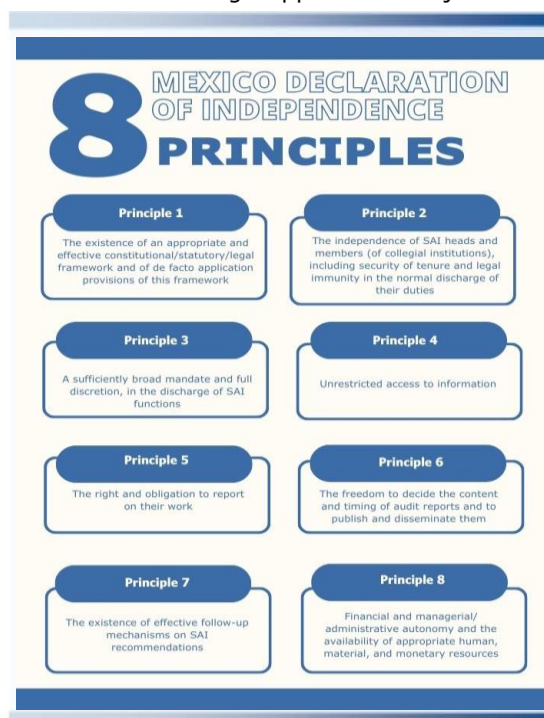 8
MEXICO DECLARATION
OF INDEPENDENCE
PRINCIPLES
Principle 1
The existence of an appropriate and
effective constitutional/statutory/legal
framework and of de facto application
provisions of this framework
Principle 2
The independence of SAI heads and
members (of collegial institutions),
including security of tenure and legal
immunity in the normal discharge of
their duties
Principle 3
A sufficiently broad mandate and full
discretion, in the discharge of SAI
functions
Principle 4
Unrestricted access to information
Principle 5
The right and obligation to report
on their work
Principle 6
The freedom to decide the content
and timing of audit reports and to
publish and disseminate them
Principle 7
The existence of effective follow-up
mechanisms on SAI
recommendations
Principle 8
Financial and managerial/
administrative autonomy and the
availability of appropriate human,
material, and monetary resources